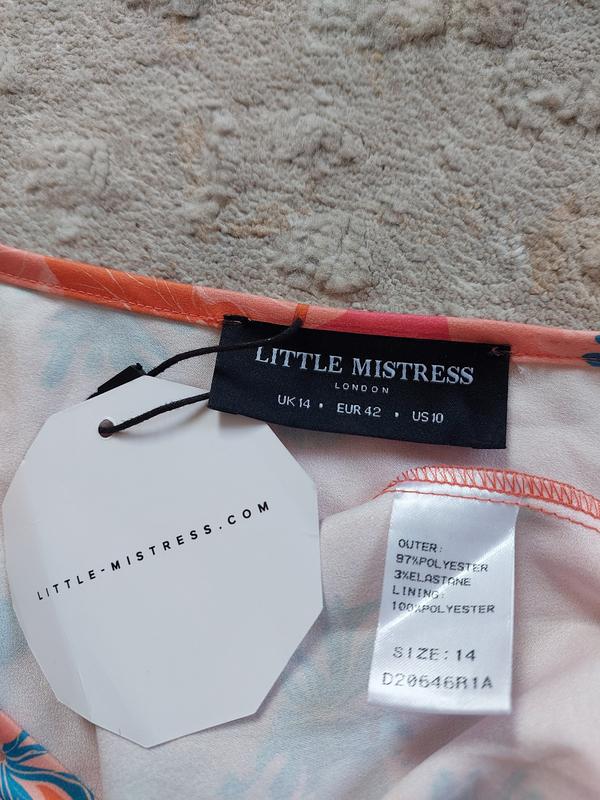 LITTLE MISTRESS
LONDON
UK 14 • EUR 42 • US 10
LITTLE-MISTRESS.COM
OUTER:
97%POLYESTER
3%ELASTANE
LINING:
100%POLYESTER
SIZE:14
D20646R1A